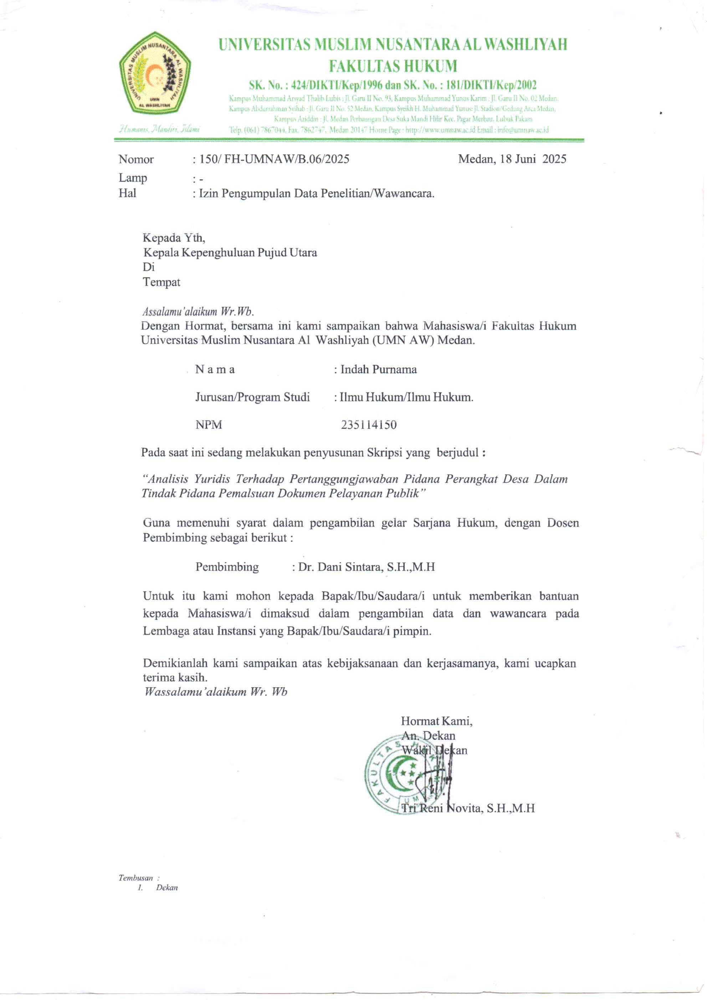 UNIVERSITAS MUSLIM NUSANTARA AL WASHLIYAH
UMN
AL WASHLIYAH
Humanis, Mandiri, Islami
UNIVERSITAS MUSLIM NUSANTARA AL WASHLIYAH
FAKULTAS HUKUM
SK. No. : 424/DIKTI/Kep/1996 dan SK. No. : 181/DIKTI/Kep/2002
Kampus Muhammad Arsyad Thalib Lubis : Jl. Garu II No. 93, Kampus Muhammad Yunus Karim : Jl. Garu II No. 02 Medan,
Kampus Abdurrahman Syihab : Jl. Garu II No. 52 Medan, Kampus Syeikh H. Muhammad Yunus: Jl. Stadion/Gedung Arca Medan,
Kampus Aziddin : Jl. Medan Perbaungan Desa Suka Mandi Hilir Kec. Pagar Merbau, Lubuk Pakam
Telp. (061) 7867044, Fax. 7862747, Medan 20147 Home Page : http://www.umnaw.ac.id Email : info@umnaw.ac.id
Nomor : 150/ FH-UMNAW/B.06/2025 Medan, 18 Juni 2025
Lamp : -
Hal : Izin Pengumpulan Data Penelitian/Wawancara.
Kepada Yth,
Kepala Kepenghuluan Pujud Utara
Di
Tempat
Assalamu'alaikum Wr.Wb.
Dengan Hormat, bersama ini kami sampaikan bahwa Mahasiswa/i Fakultas Hukum
Universitas Muslim Nusantara Al Washliyah (UMN AW) Medan.
N a m a : Indah Purnama
Jurusan/Program Studi : Ilmu Hukum/Ilmu Hukum.
NPM 235114150
Pada saat ini sedang melakukan penyusunan Skripsi yang berjudul :
“Analisis Yuridis Terhadap Pertanggungjawaban Pidana Perangkat Desa Dalam
Tindak Pidana Pemalsuan Dokumen Pelayanan Publik”
Guna memenuhi syarat dalam pengambilan gelar Sarjana Hukum, dengan Dosen
Pembimbing sebagai berikut :
Pembimbing : Dr. Dani Sintara, S.H.,M.H
Untuk itu kami mohon kepada Bapak/Ibu/Saudara/i untuk memberikan bantuan
kepada Mahasiswa/i dimaksud dalam pengambilan data dan wawancara pada
Lembaga atau Instansi yang Bapak/Ibu/Saudara/i pimpin.
Demikianlah kami sampaikan atas kebijaksanaan dan kerjasamanya, kami ucapkan
terima kasih.
Wassalamu'alaikum Wr. Wb
Hormat Kami,
An. Dekan
Wakil Dekan
FAKULTAS HUKUM
Tri Reni Novita, S.H.,M.H
Tembusan :
1. Dekan